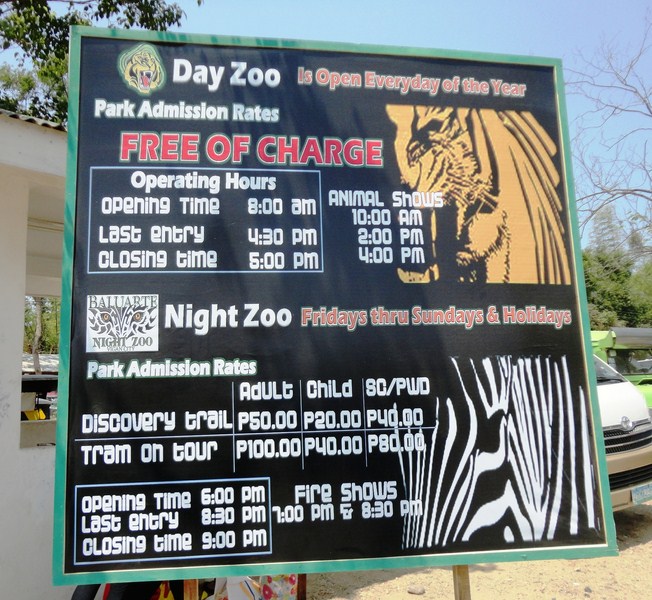 Day Zoo Is Open Everyday of the Year
Park Admission Rates
FREE OF CHARGE
Operating Hours
Opening Time 8:00 am
Last entry 4:30 PM
Closing time 5:00 PM
Animal Shows
10:00 AM
2:00 PM
4:00 PM
BALUARTE
NIGHT ZOO
Night Zoo Fridays thru Sundays & Holidays
Park Admission Rates
Adult Child SC/PWD
Discovery trail P50.00 P20.00 P40.00
Tram on tour P100.00 P40.00 P80.00
Opening Time 6:00 PM
Last entry 8:30 PM
Closing time 9:00 PM
Fire Shows
7:00 PM & 8:30 PM